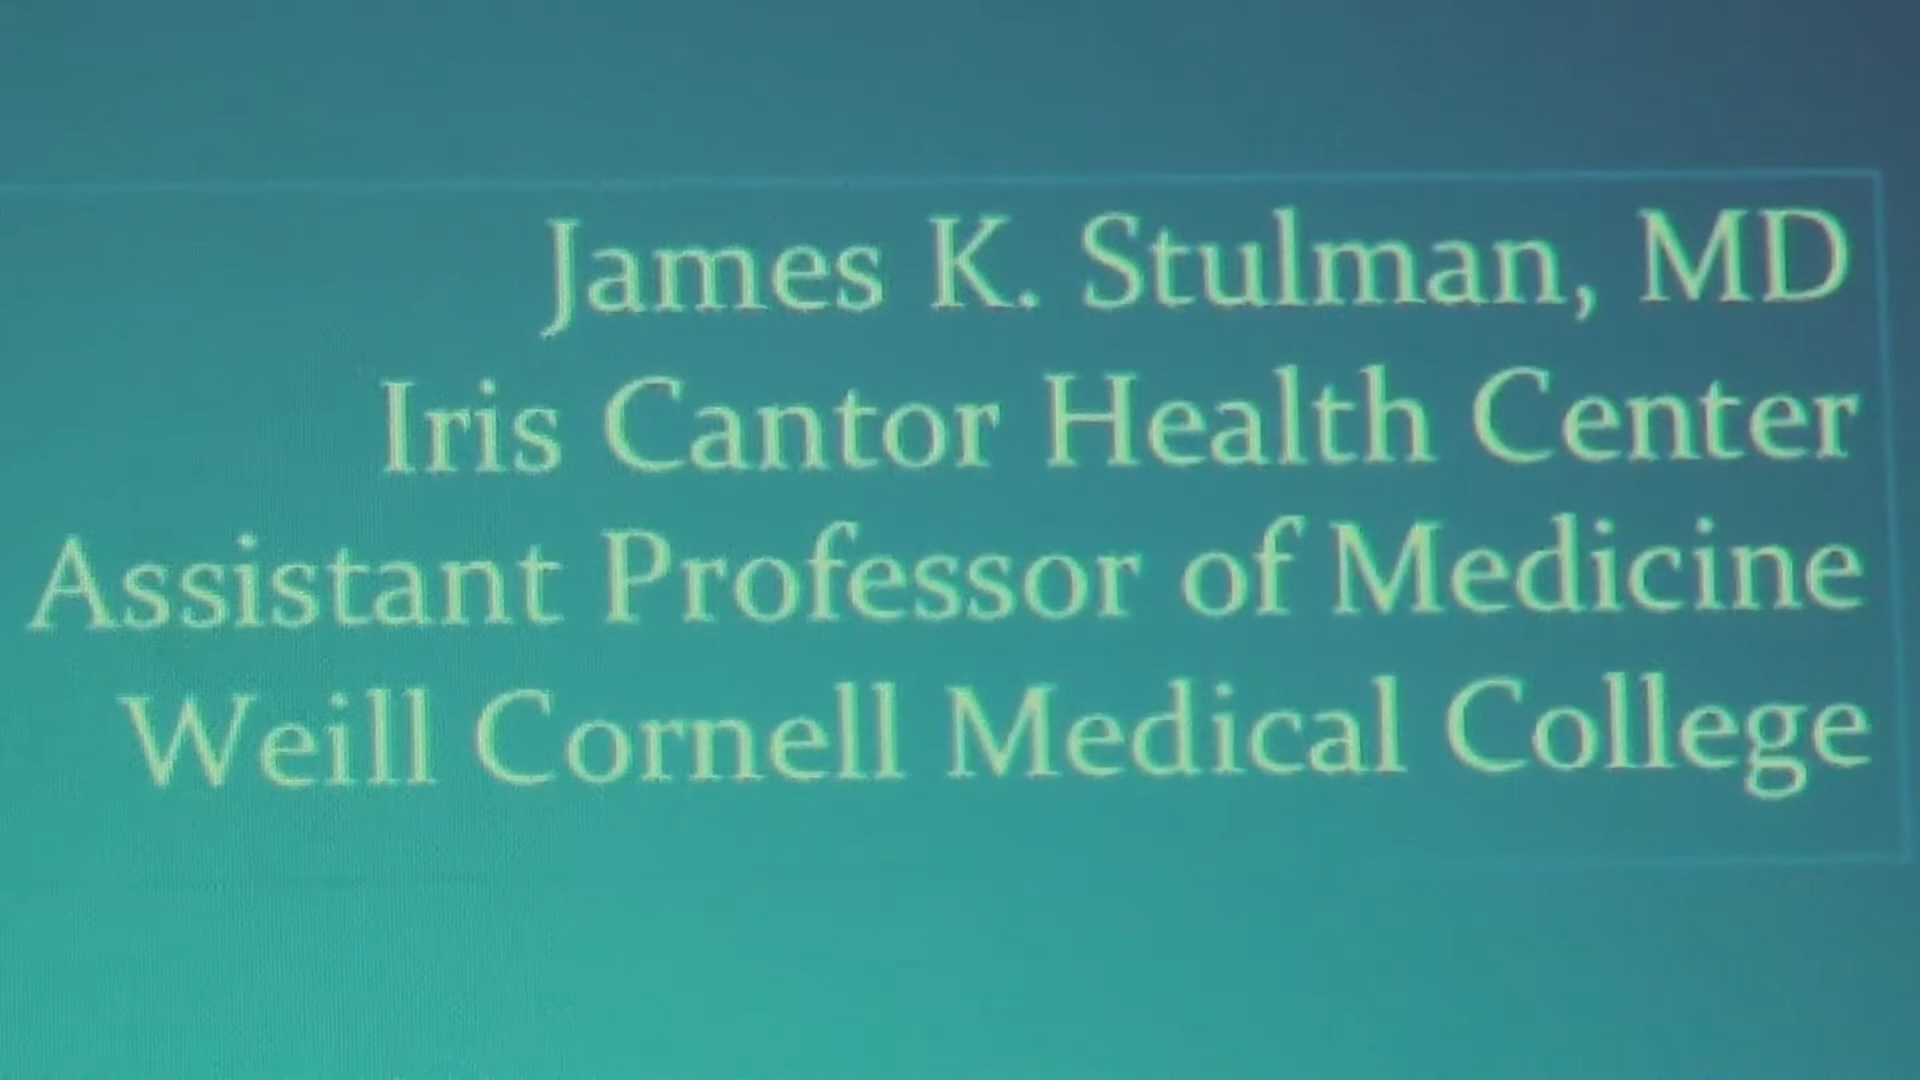 James K. Stulman, MD
Iris Cantor Health Center
Assistant Professor of Medicine
Weill Cornell Medical College